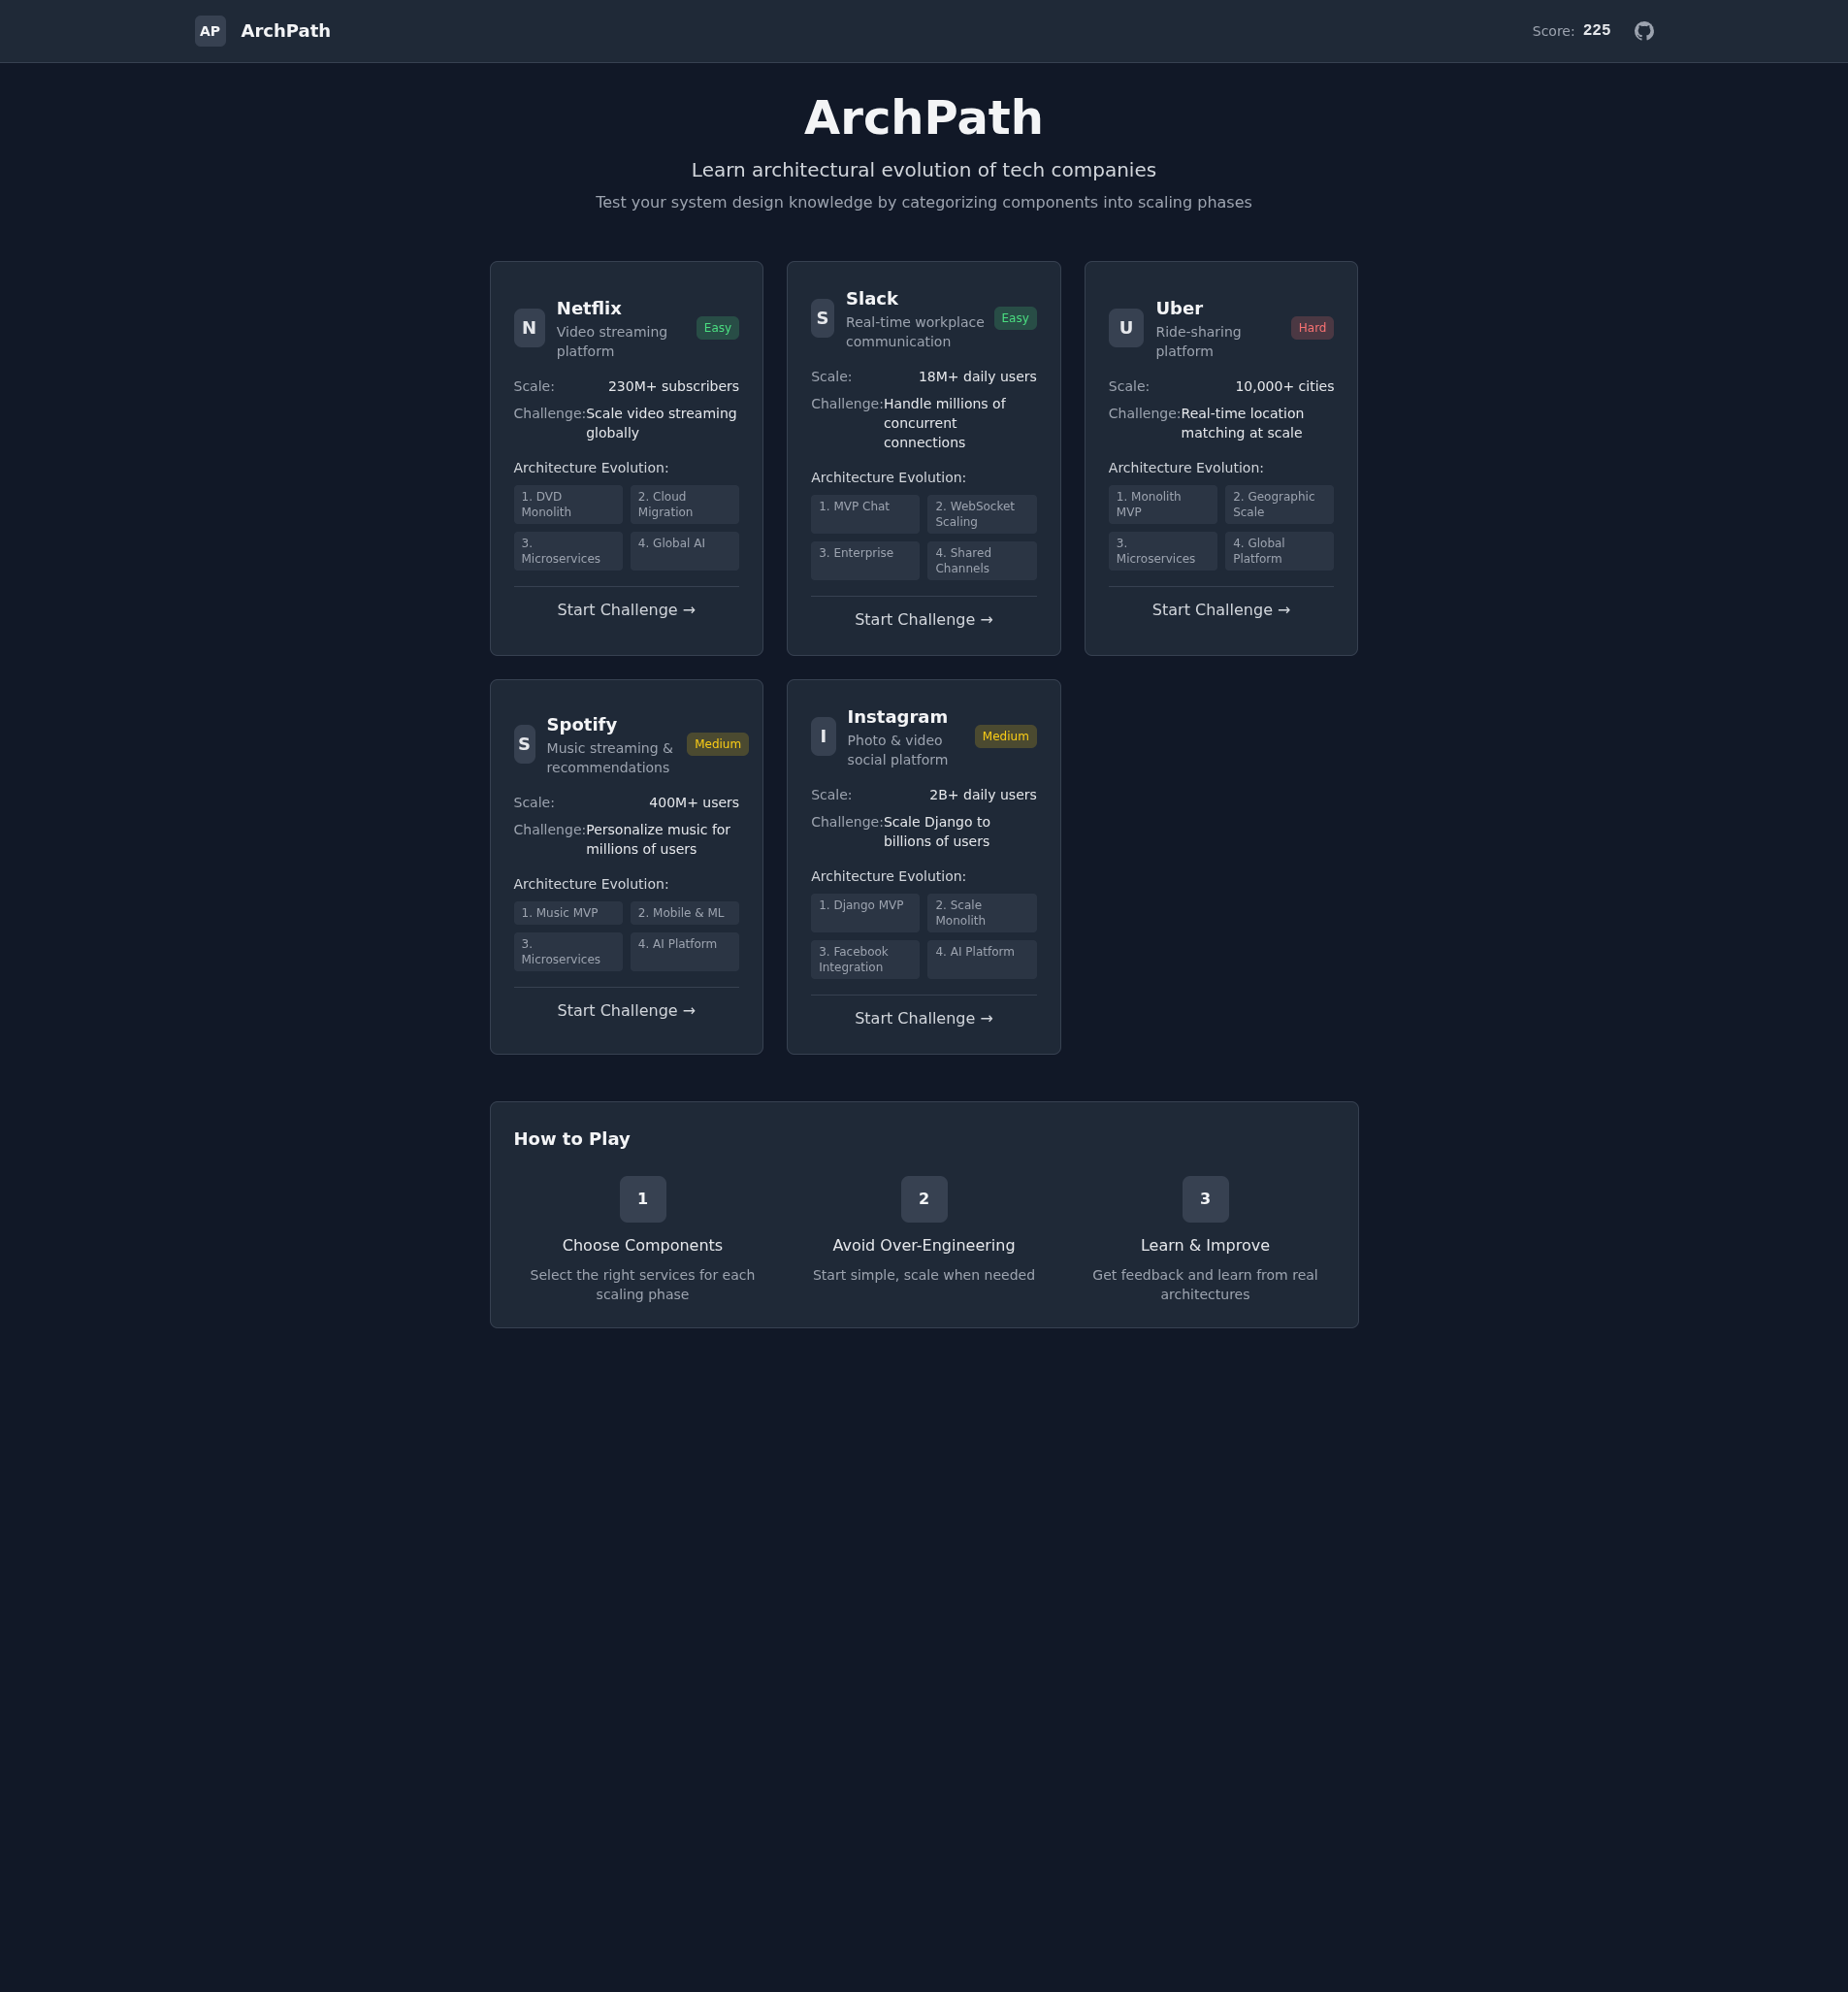 AP ArchPath
Score: 225
ArchPath
Learn architectural evolution of tech companies
Test your system design knowledge by categorizing components into scaling phases
N
Netflix
Video streaming
platform
Easy
Scale: 230M+ subscribers
Challenge: Scale video streaming
globally
Architecture Evolution:
1. DVD
Monolith
2. Cloud
Migration
3.
Microservices
4. Global AI
Start Challenge →
S
Slack
Real-time workplace
communication
Easy
Scale: 18M+ daily users
Challenge: Handle millions of
concurrent
connections
Architecture Evolution:
1. MVP Chat
2. WebSocket
Scaling
3. Enterprise
4. Shared
Channels
Start Challenge →
U
Uber
Ride-sharing
platform
Hard
Scale: 10,000+ cities
Challenge: Real-time location
matching at scale
Architecture Evolution:
1. Monolith
MVP
2. Geographic
Scale
3.
Microservices
4. Global
Platform
Start Challenge →
S
Spotify
Music streaming &
recommendations
Medium
Scale: 400M+ users
Challenge: Personalize music for
millions of users
Architecture Evolution:
1. Music MVP
2. Mobile & ML
3.
Microservices
4. AI Platform
Start Challenge →
I
Instagram
Photo & video
social platform
Medium
Scale: 2B+ daily users
Challenge: Scale Django to
billions of users
Architecture Evolution:
1. Django MVP
2. Scale
Monolith
3. Facebook
Integration
4. AI Platform
Start Challenge →
How to Play
1
Choose Components
Select the right services for each
scaling phase
2
Avoid Over-Engineering
Start simple, scale when needed
3
Learn & Improve
Get feedback and learn from real
architectures